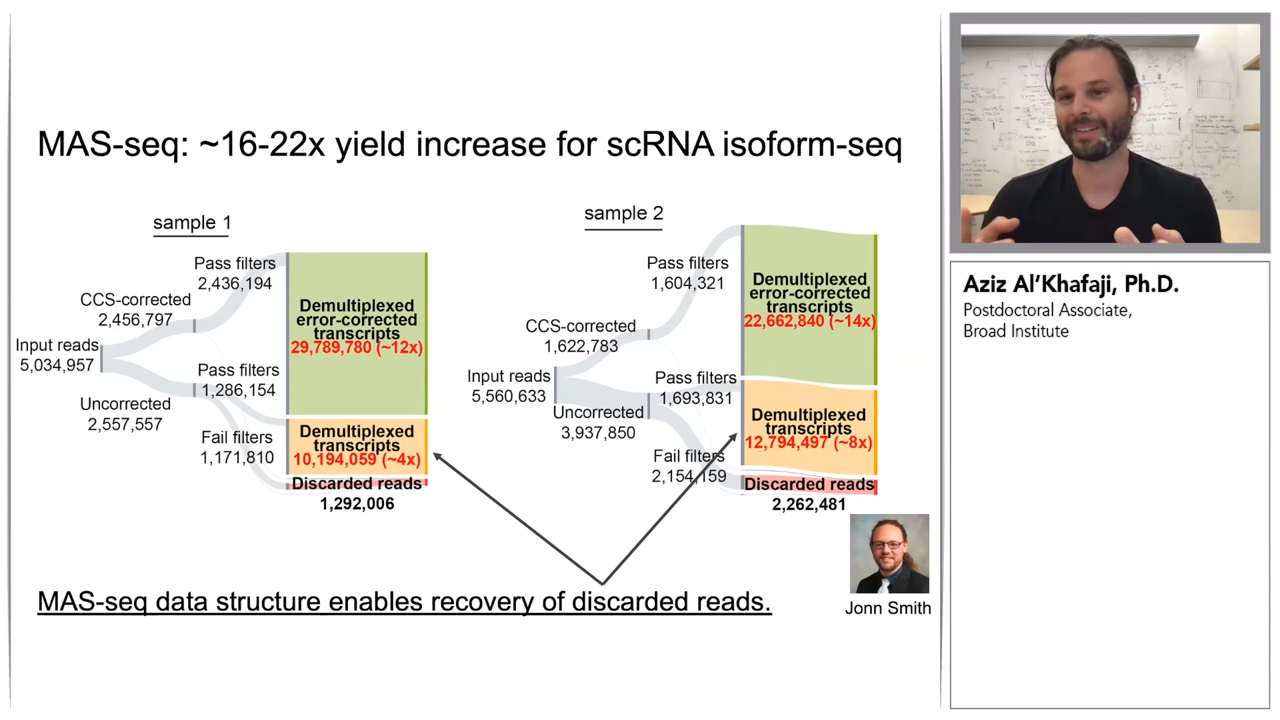 MAS-seq: ~16-22x yield increase for scRNA isoform-seq
sample 1
Input reads
5,034,957
CCS-corrected
2,456,797
Pass filters
2,436,194
Uncorrected
2,557,557
Pass filters
1,286,154
Fail filters
1,171,810
Demultiplexed
error-corrected
transcripts
29,789,780 (~12x)
Demultiplexed
transcripts
10,194,059 (~4x)
Discarded reads
1,292,006
sample 2
Input reads
5,560,633
CCS-corrected
1,622,783
Pass filters
1,604,321
Uncorrected
3,937,850
Pass filters
1,693,831
Fail filters
2,154,159
Demultiplexed
error-corrected
transcripts
22,662,840 (~14x)
Demultiplexed
transcripts
12,794,497 (~8x)
Discarded reads
2,262,481
Jonn Smith
MAS-seq data structure enables recovery of discarded reads.
Aziz Al’Khafaji, Ph.D.
Postdoctoral Associate,
Broad Institute